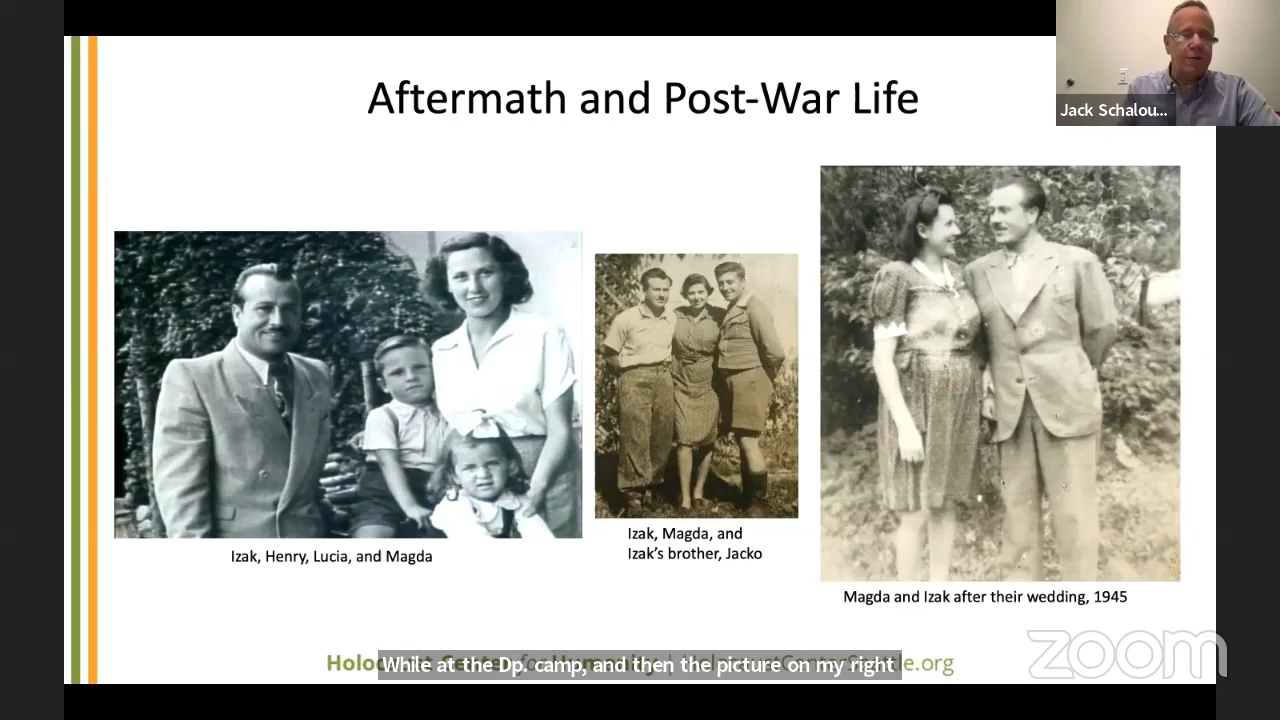 Aftermath and Post-War Life
Jack Schalou...
Izak, Henry, Lucia, and Magda
Izak, Magda, and
Izak's brother, Jacko
Magda and Izak after their wedding, 1945
While at the Dp. camp, and then the picture on my right
zoom